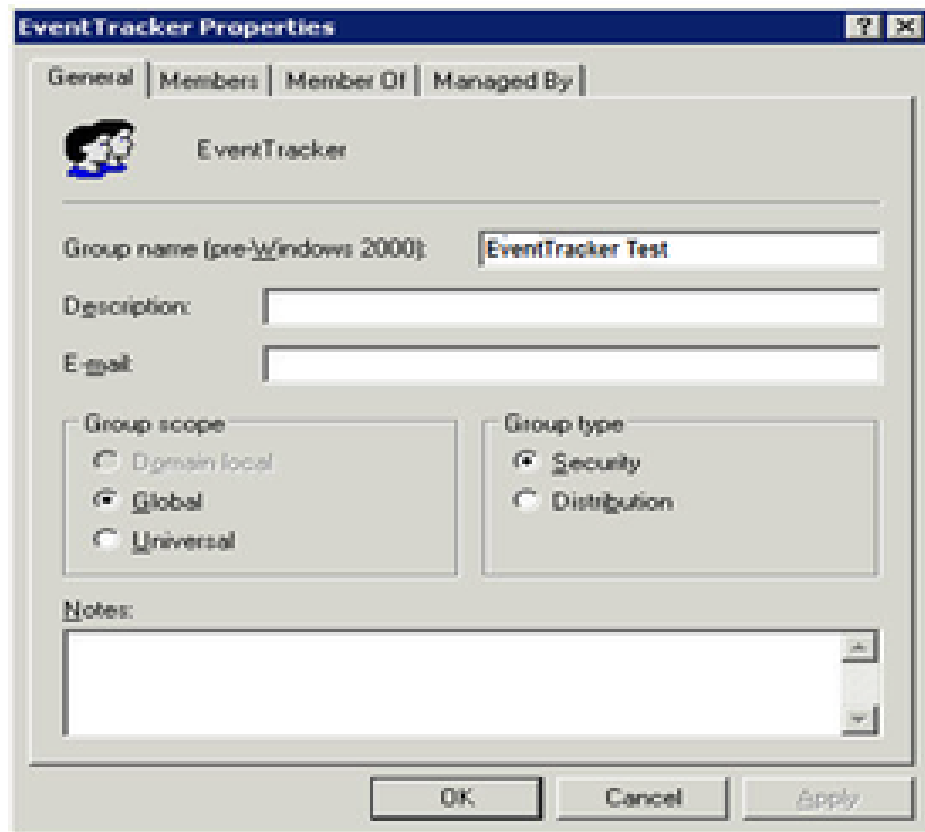 EventTracker Properties
General Members Member Of Managed By
EventTracker
Group name (pre-Windows 2000): EventTracker Test
Description:
E-mail:
Group scope
Domain local
Global
Universal
Group type
Security
Distribution
Notes:
OK Cancel Apply